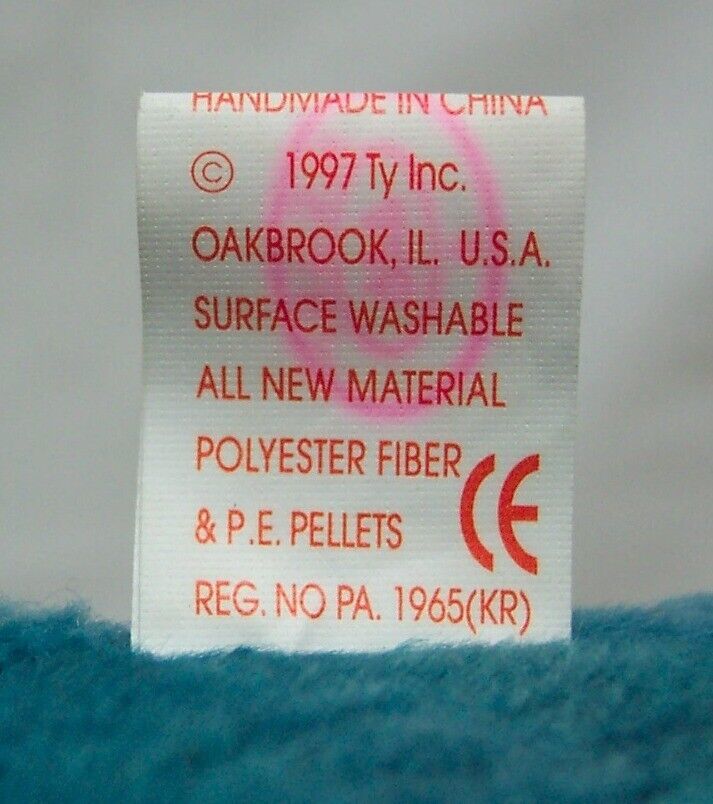 HANDMADE IN CHINA
© 1997 Ty Inc.
OAKBROOK, IL. U.S.A.
SURFACE WASHABLE
ALL NEW MATERIAL
POLYESTER FIBER
& P.E. PELLETS
CE
REG. NO PA. 1965(KR)